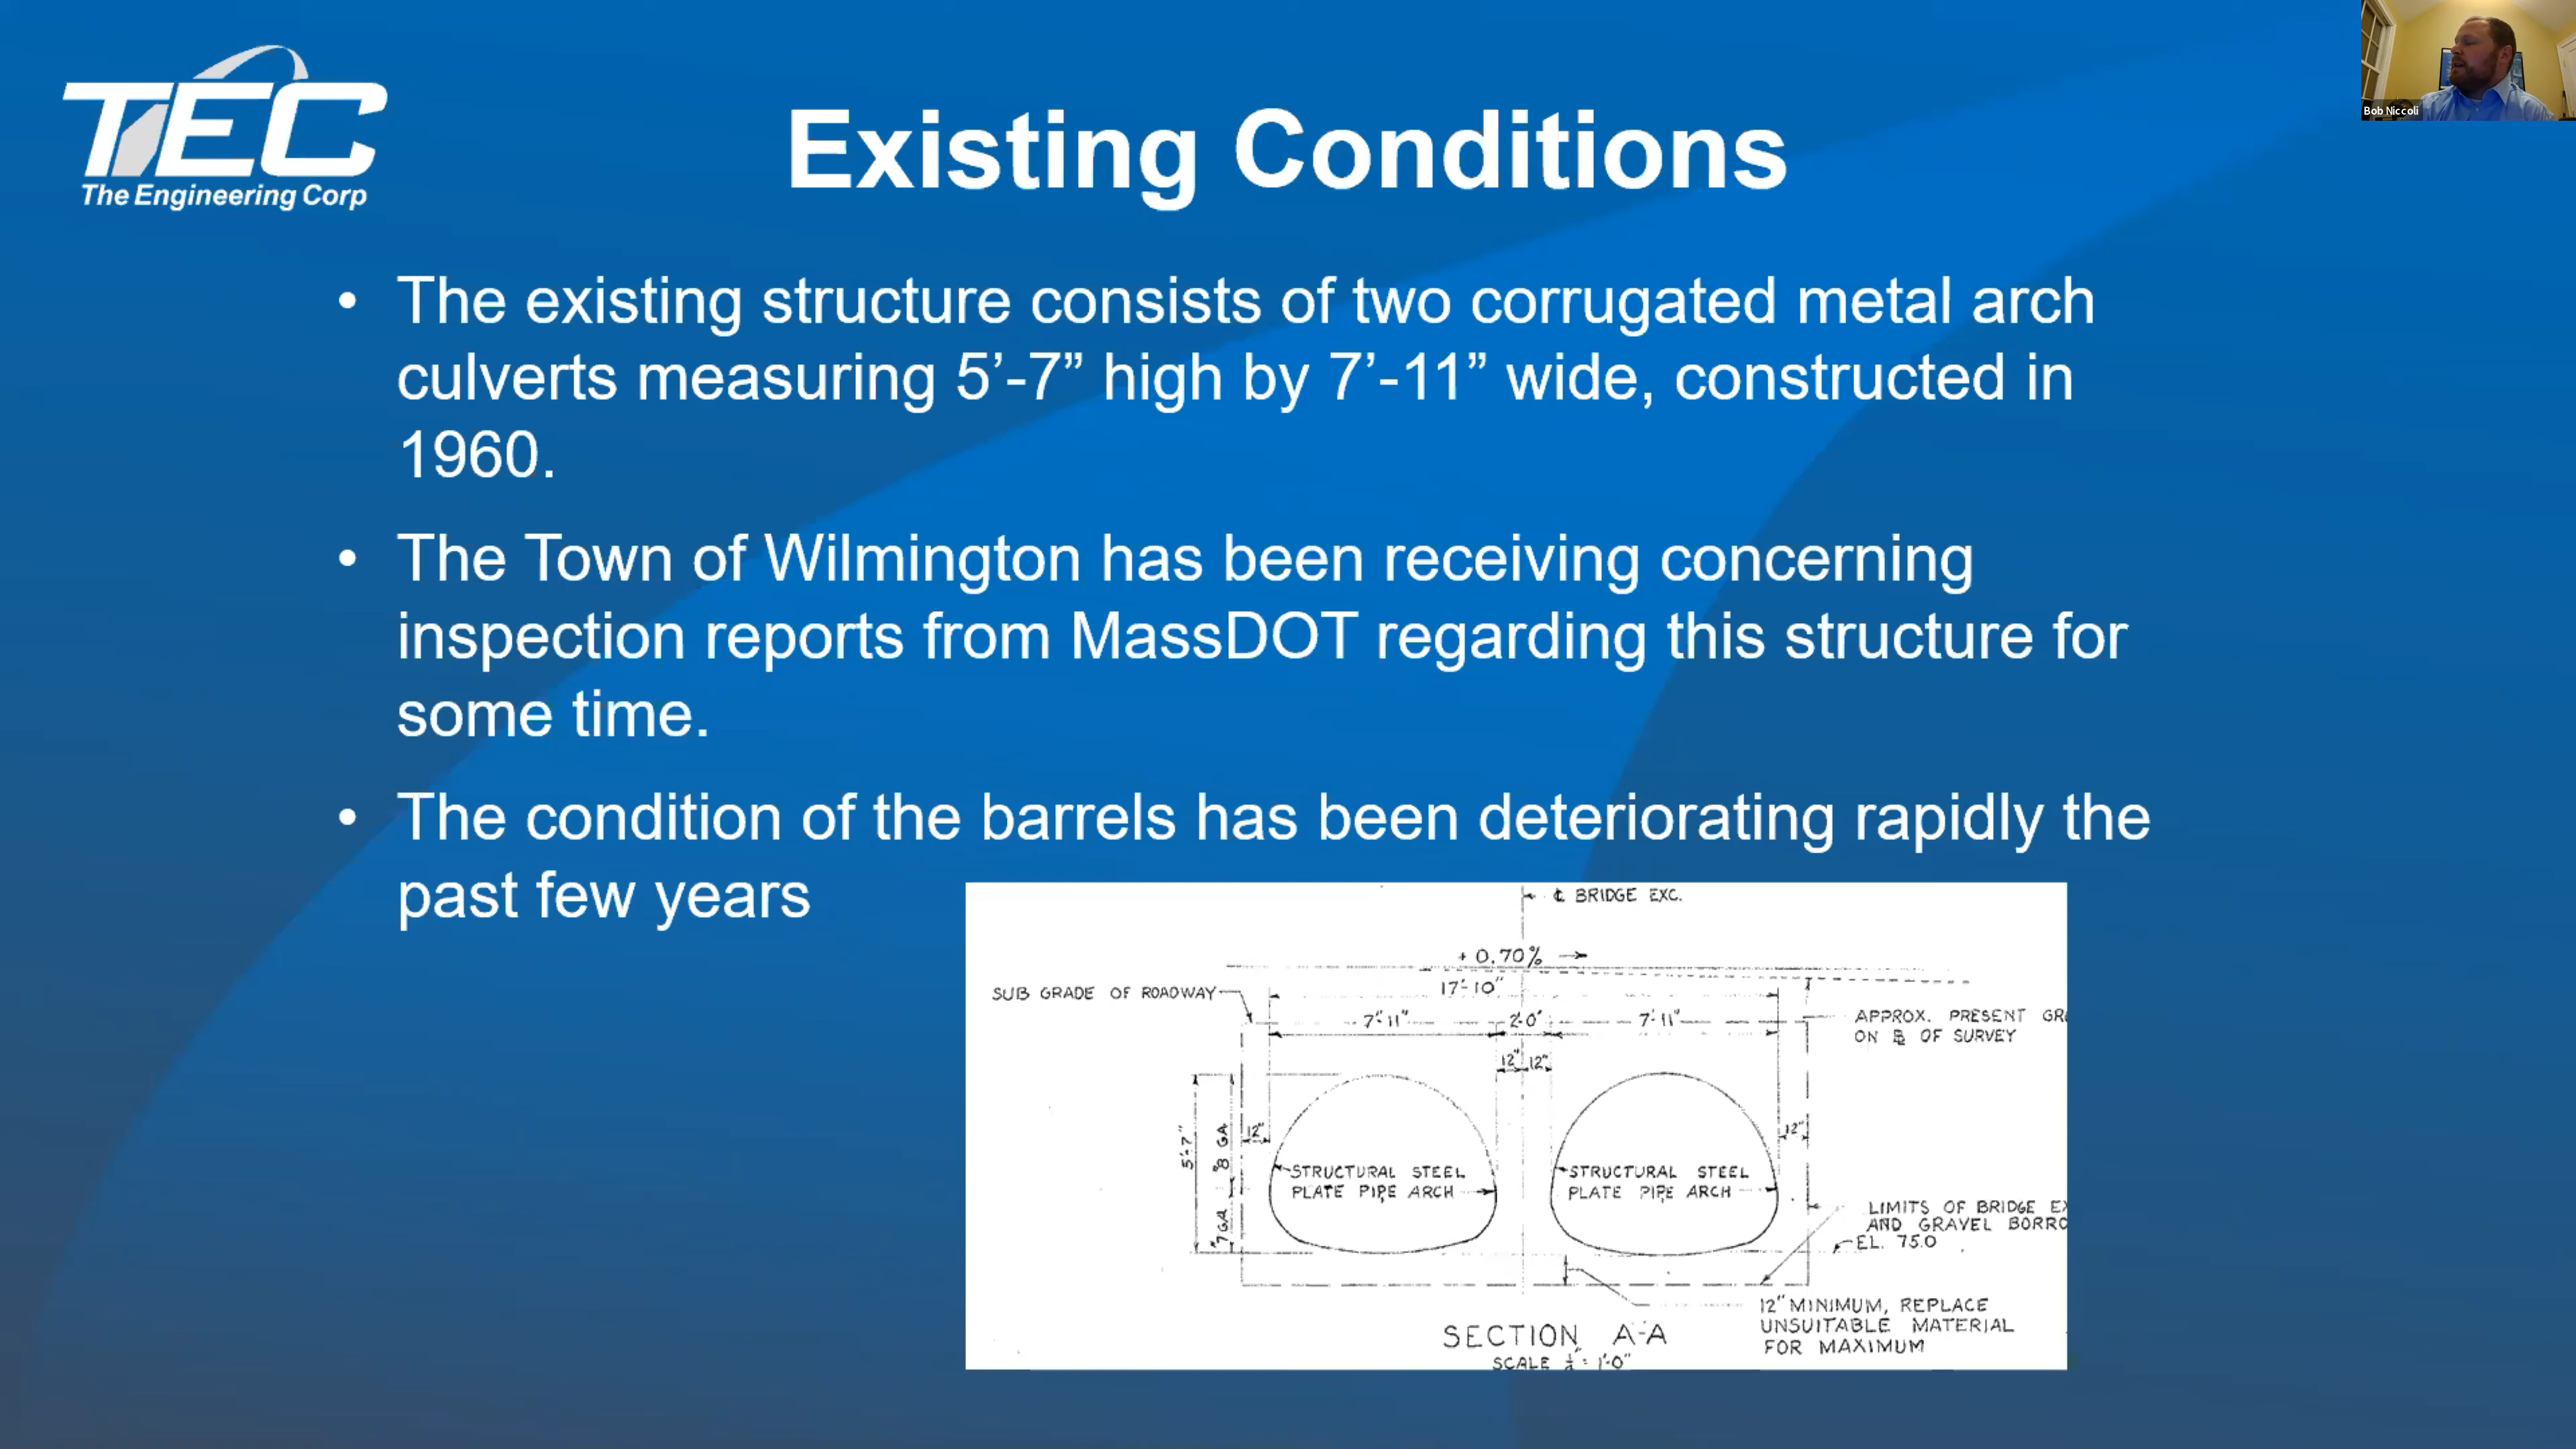 TEC
The Engineering Corp
Bob Niccoli
Existing Conditions
• The existing structure consists of two corrugated metal arch
culverts measuring 5’-7” high by 7’-11” wide, constructed in
1960.
• The Town of Wilmington has been receiving concerning
inspection reports from MassDOT regarding this structure for
some time.
• The condition of the barrels has been deteriorating rapidly the
past few years
℄ BRIDGE EXC.
+ 0.70%
17'-10"
SUB GRADE OF ROADWAY
7'-11" 2'-0" 7'-11"
APPROX. PRESENT
ON ℄ OF SURVEY
12" 12"
5'-7"
8 GA
7 GA
12"
12"
STRUCTURAL STEEL
PLATE PIPE ARCH
STRUCTURAL STEEL
PLATE PIPE ARCH
LIMITS OF BRIDGE
AND GRAVEL
EL. 75.0
12" MINIMUM, REPLACE
UNSUITABLE MATERIAL
FOR MAXIMUM
SECTION A-A
SCALE = 1'-0"